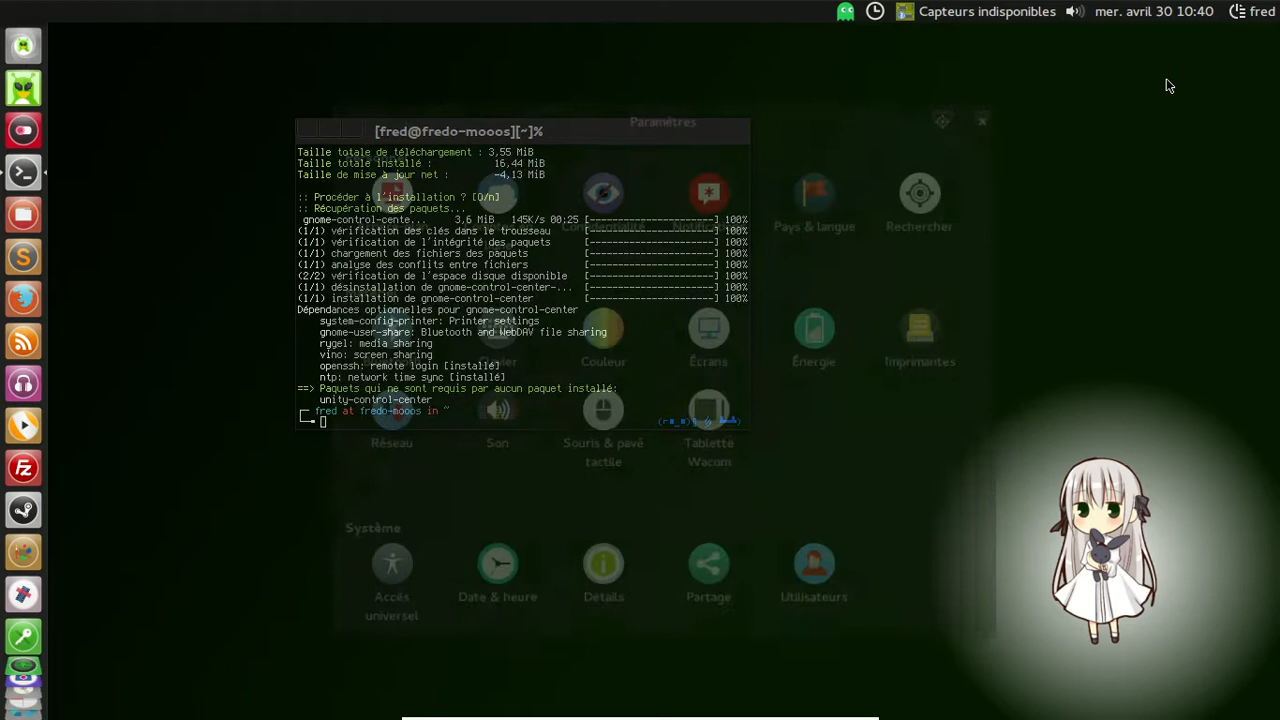 Capteurs indisponibles
mer. avril 30 10:40
fred
Paramètres
[fred@fredo-mooos][~]%
Taille totale de téléchargement : 3,55 MiB
Taille totale installé : 16,44 MiB
Taille de mise à jour net : -4,13 MiB
:: Procéder à l'installation ? [O/n]
:: Récupération des paquets...
gnome-control-cente... 3,6 MiB 145K/s 00:25 [----------------------] 100%
(1/1) vérification des clés dans le trousseau [----------------------] 100%
(1/1) vérification de l'intégrité des paquets [----------------------] 100%
(1/1) chargement des fichiers des paquets [----------------------] 100%
(1/1) analyse des conflits entre fichiers [----------------------] 100%
(2/2) vérification de l'espace disque disponible [----------------------] 100%
(1/1) désinstallation de gnome-control-center-... [----------------------] 100%
(1/1) installation de gnome-control-center [----------------------] 100%
Dépendances optionnelles pour gnome-control-center
system-config-printer: Printer settings
gnome-user-share: Bluetooth and WebDAV file sharing
rygel: media sharing
vino: screen sharing
openssh: remote login [installé]
ntp: network time sync [installé]
==> Paquets qui ne sont requis par aucun paquet installé:
unity-control-center
fred at fredo-mooos in ~
Confidentialité
Pays & langue
Rechercher
Clavier
Couleur
Écrans
Énergie
Imprimantes
Réseau
Son
Souris & pavé
tactile
Tablette
Wacom
Système
Accès
universel
Date & heure
Détails
Partage
Utilisateurs